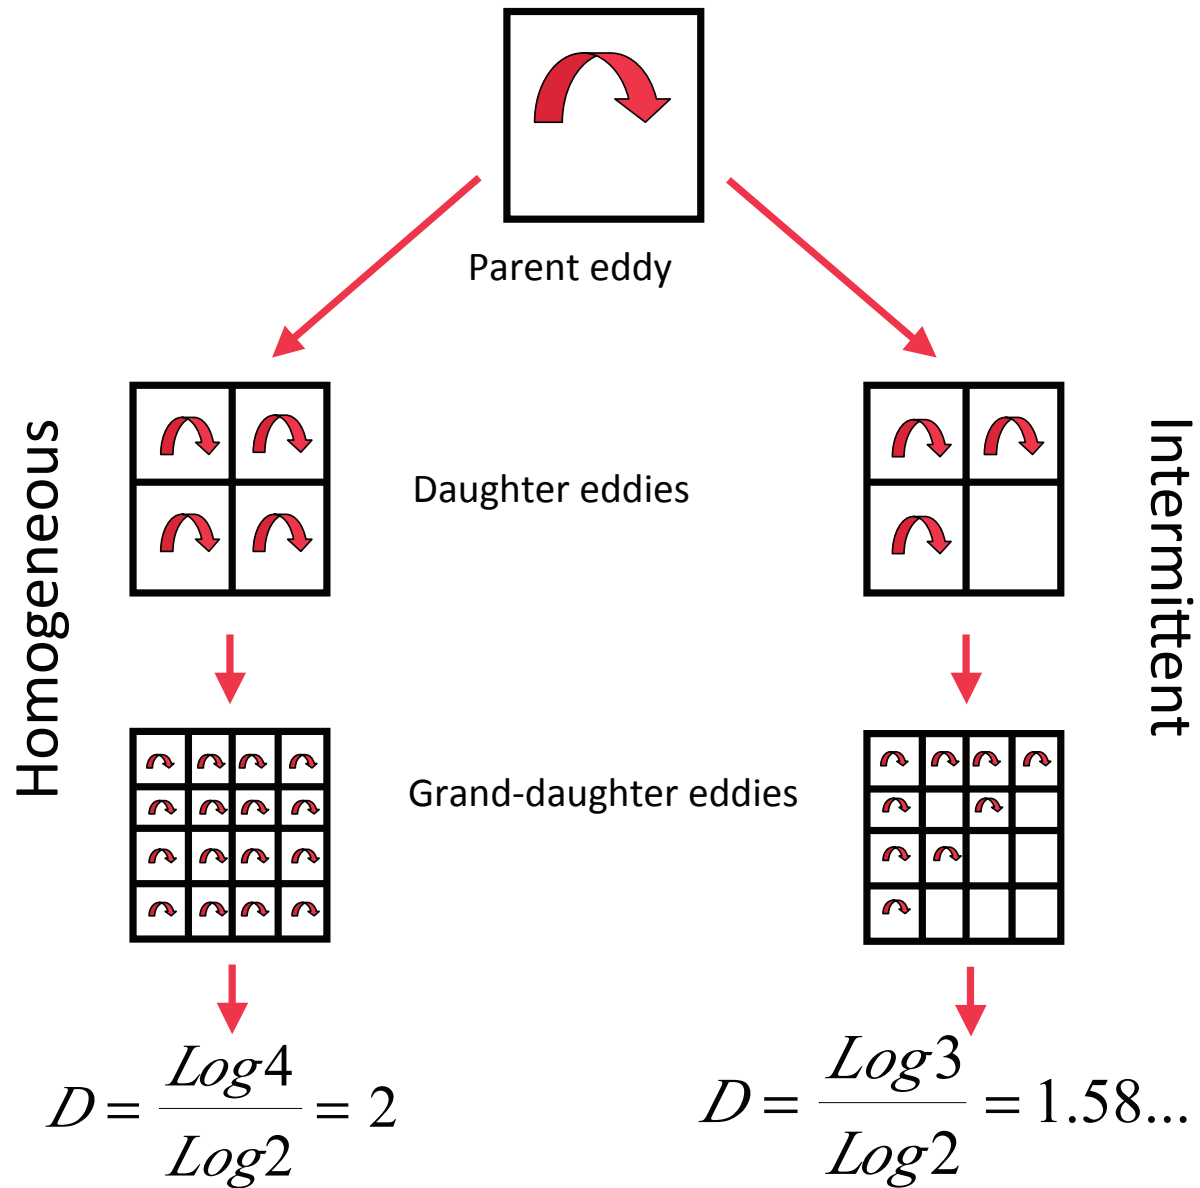 Parent eddy
Homogeneous
Daughter eddies
Intermittent
Grand-daughter eddies
D = Log4 / Log2 = 2
D = Log3 / Log2 = 1.58...